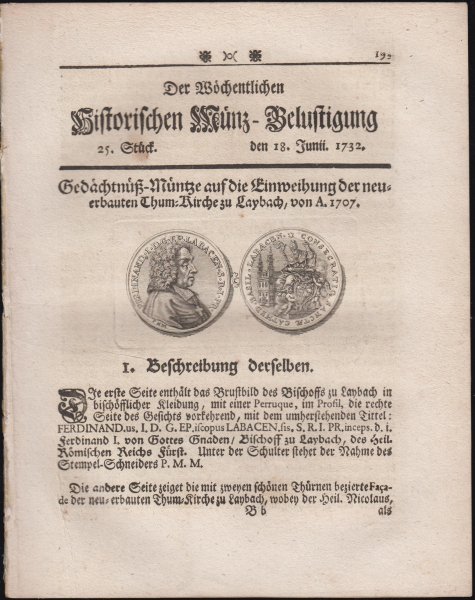 193
Der Wöchentlichen
Historischen Münz-Belustigung
25. Stück. den 18. Junii. 1732.
Gedächtnüß-Müntze auf die Einweihung der neu-
erbauten Thum-Kirche zu Laybach, von A. 1707.
I. Beschreibung derselben.
Die erste Seite enthält das Brustbild des Bischoffs zu Laybach in
bischöfflicher Kleidung, mit einer Perruque, im Profil, die rechte
Seite des Gesichts vorkehrend, mit dem umherstehenden Tittel:
FERDINAND.us, I, D. G. EP,iscopus LABACEN,sis, S. R. I. PR,inceps. d. i.
Ferdinand I. von Gottes Gnaden/ Bischoff zu Laybach, des Heil.
Römischen Reichs Fürst. Unter der Schulter stehet der Nahme des
Stempel-Schneiders P. M. M.
Die andere Seite zeiget die mit zweyen schönen Thürnen bezierte Faça-
de der neu-erbauten Thum-Kirche zu Laybach, wobey der Heil. Nicolaus,
B b als